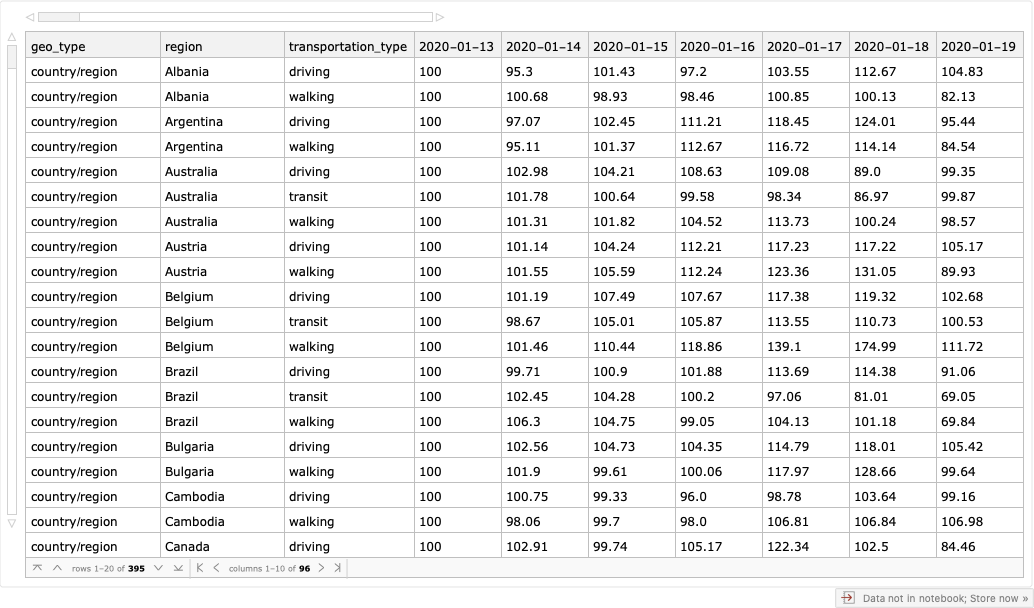 geo_type region transportation_type 2020-01-13 2020-01-14 2020-01-15 2020-01-16 2020-01-17 2020-01-18 2020-01-19
country/region Albania driving 100 95.3 101.43 97.2 103.55 112.67 104.83
country/region Albania walking 100 100.68 98.93 98.46 100.85 100.13 82.13
country/region Argentina driving 100 97.07 102.45 111.21 118.45 124.01 95.44
country/region Argentina walking 100 95.11 101.37 112.67 116.72 114.14 84.54
country/region Australia driving 100 102.98 104.21 108.63 109.08 89.0 99.35
country/region Australia transit 100 101.78 100.64 99.58 98.34 86.97 99.87
country/region Australia walking 100 101.31 101.82 104.52 113.73 100.24 98.57
country/region Austria driving 100 101.14 104.24 112.21 117.23 117.22 105.17
country/region Austria walking 100 101.55 105.59 112.24 123.36 131.05 89.93
country/region Belgium driving 100 101.19 107.49 107.67 117.38 119.32 102.68
country/region Belgium transit 100 98.67 105.01 105.87 113.55 110.73 100.53
country/region Belgium walking 100 101.46 110.44 118.86 139.1 174.99 111.72
country/region Brazil driving 100 99.71 100.9 101.88 113.69 114.38 91.06
country/region Brazil transit 100 102.45 104.28 100.2 97.06 81.01 69.05
country/region Brazil walking 100 106.3 104.75 99.05 104.13 101.18 69.84
country/region Bulgaria driving 100 102.56 104.73 104.35 114.79 118.01 105.42
country/region Bulgaria walking 100 101.9 99.61 100.06 117.97 128.66 99.64
country/region Cambodia driving 100 100.75 99.33 96.0 98.78 103.64 99.16
country/region Cambodia walking 100 98.06 99.7 98.0 106.81 106.84 106.98
country/region Canada driving 100 102.91 99.74 105.17 122.34 102.5 84.46
rows 1–20 of 395 columns 1–10 of 96
Data not in notebook; Store now »